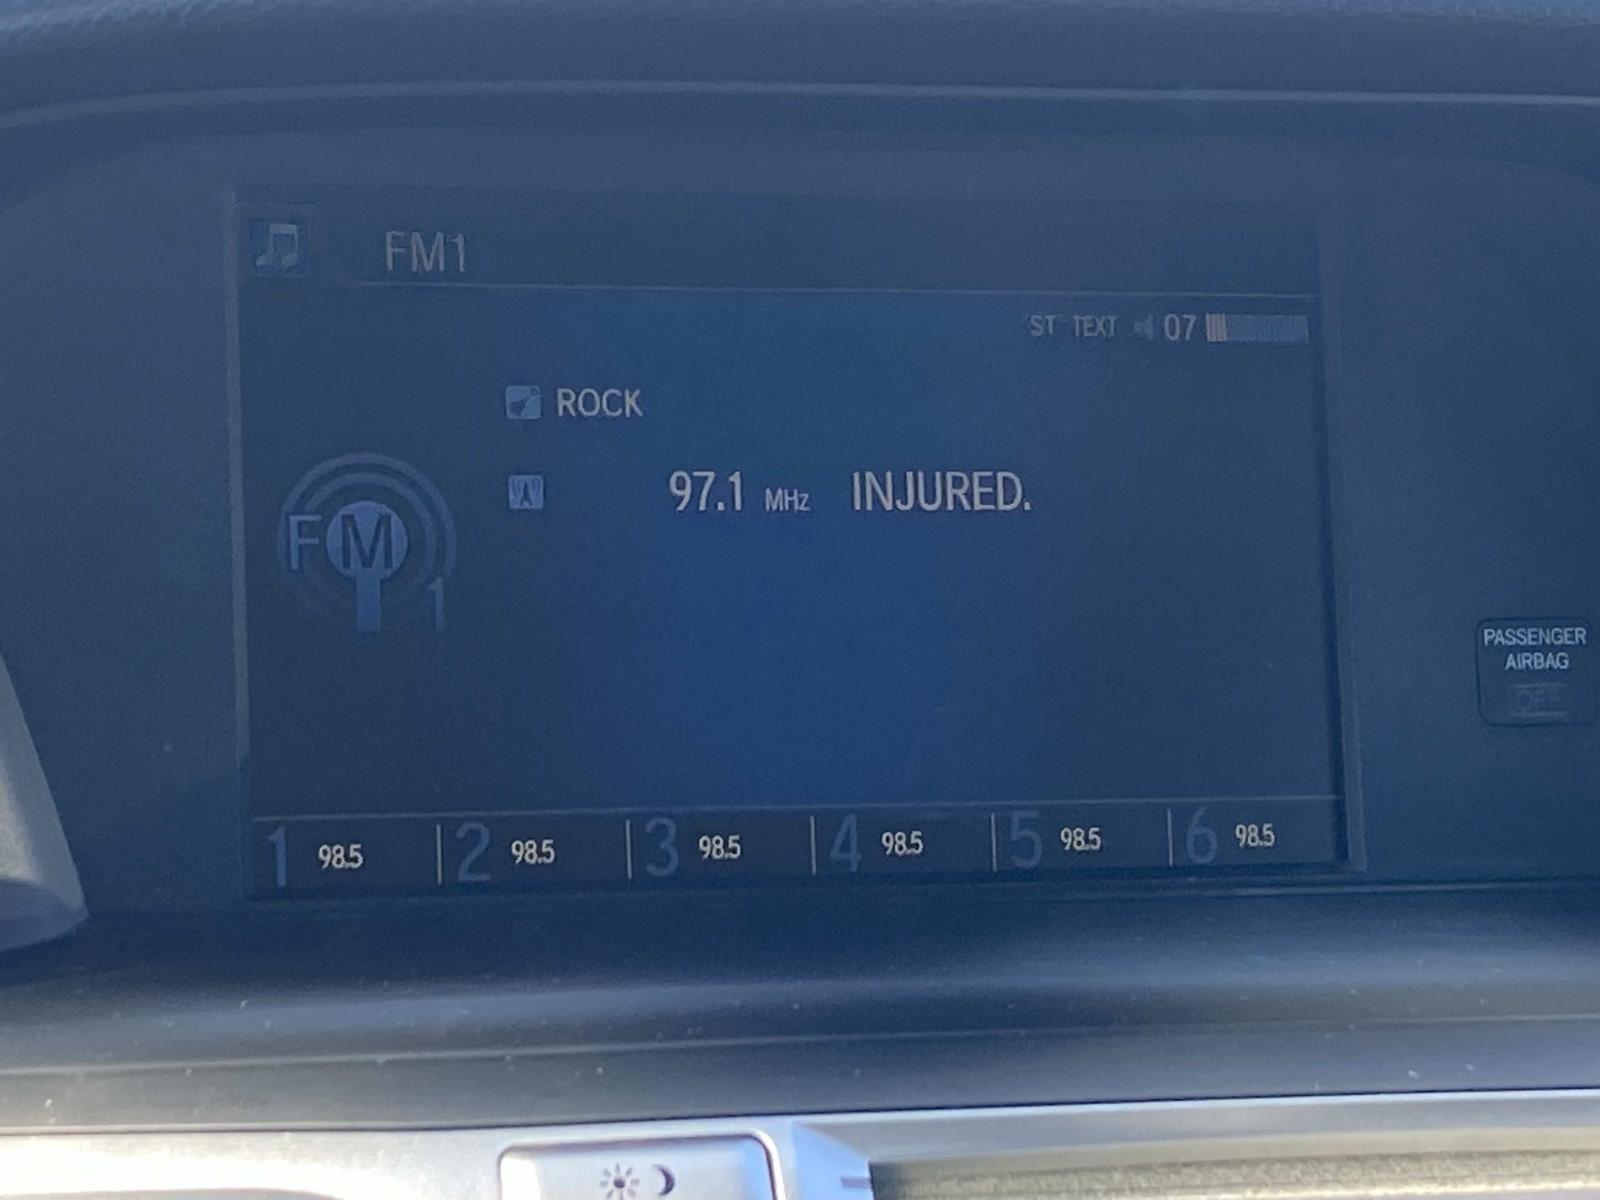 FM1
ST TEXT 07
ROCK
97.1 MHz INJURED.
FM 1
1 98.5 2 98.5 3 98.5 4 98.5 5 98.5 6 98.5
PASSENGER
AIRBAG
OFF